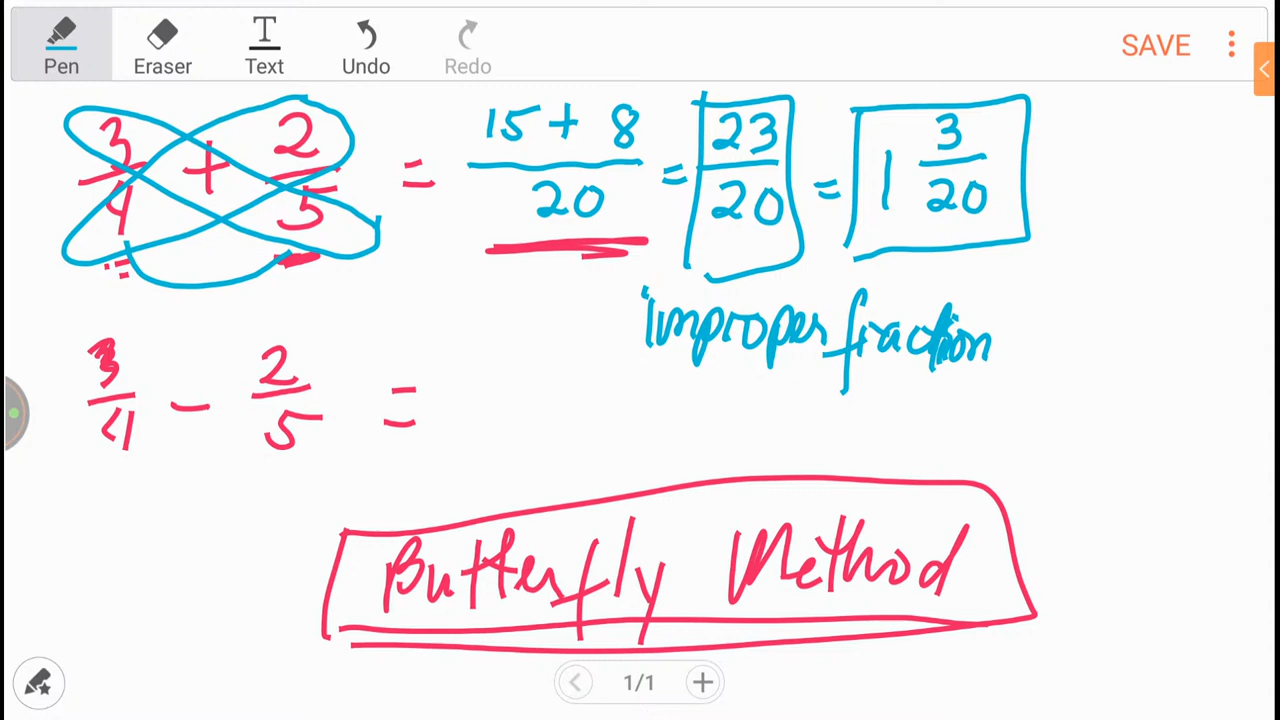 Pen Eraser Text Undo Redo SAVE
3/4 + 2/5 = 15 + 8/20 = 23/20 = 1 3/20
Improper fraction
3/4 - 2/5 =
Butterfly Method
1/1